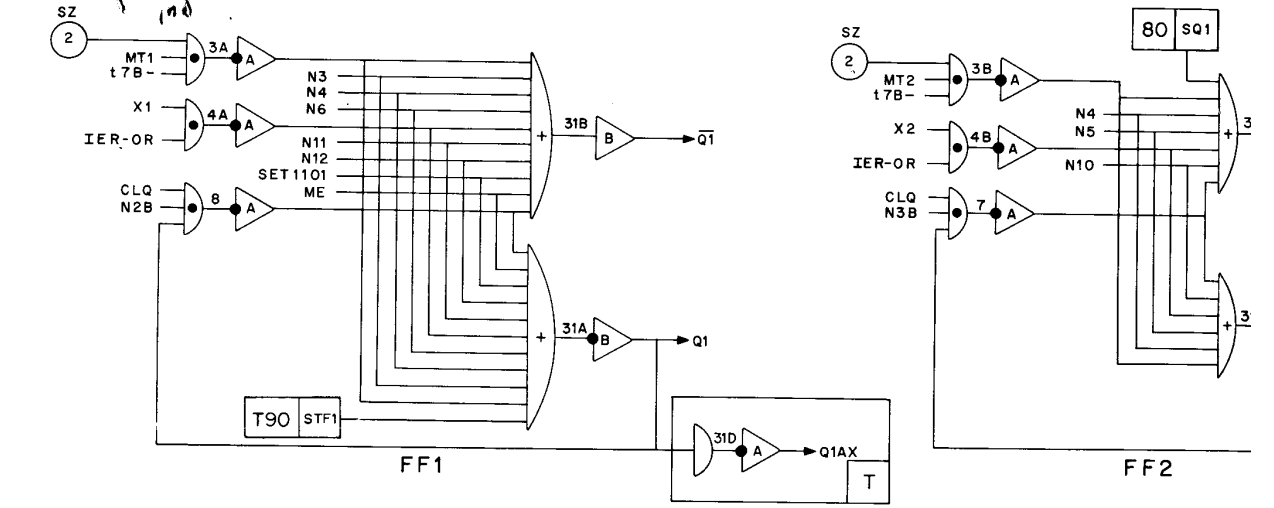 SZ
2
MT1
t7B-
3A
A
X1
IER-OR
4A
A
CLQ
N2B
8
A
N3
N4
N6
N11
N12
SET1101
ME
+
31B
B
Q1
+
31A
B
Q1
T90 STF1
FF1
31D
A
Q1AX
T
SZ
2
MT2
t7B-
3B
A
X2
IER-OR
4B
A
CLQ
N3B
7
A
80 SQ1
N4
N5
N10
+
3
+
3
FF2